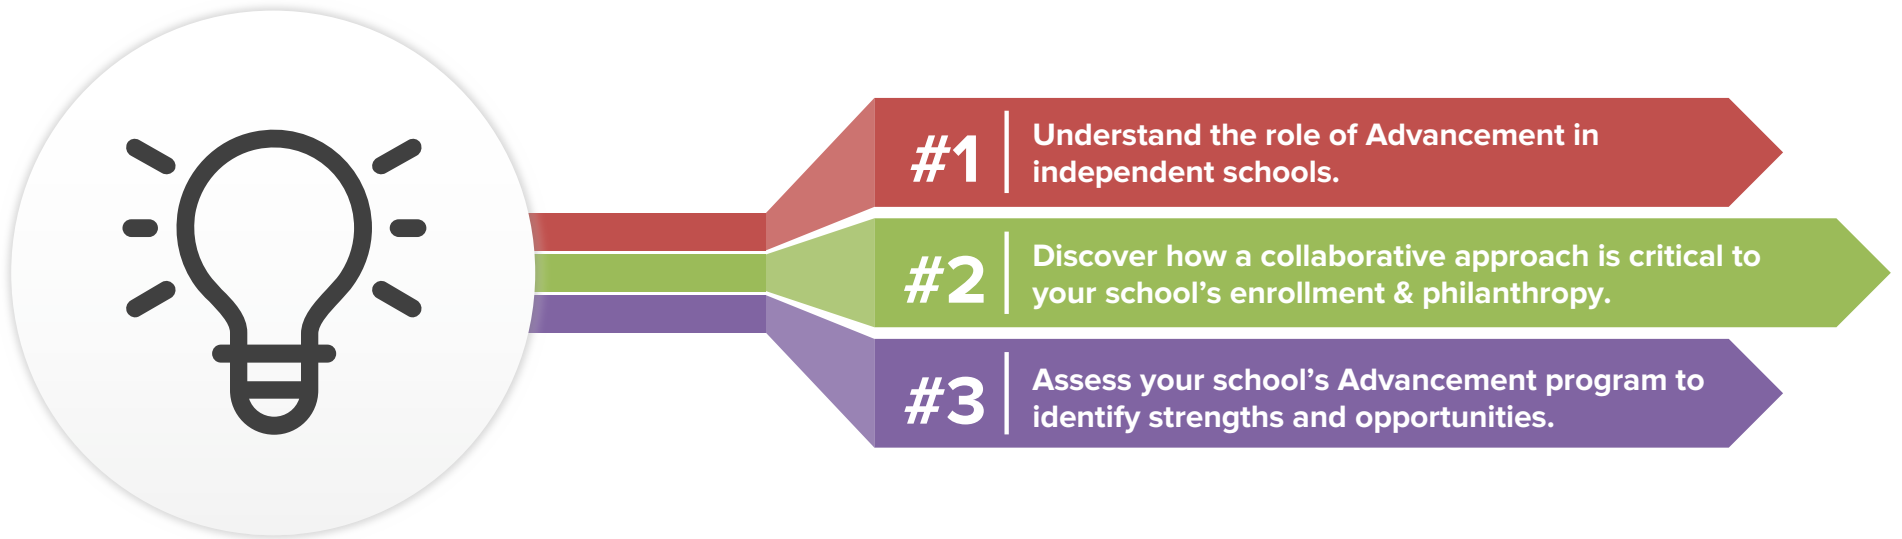 #1
Understand the role of Advancement in
independent schools.
#2
Discover how a collaborative approach is critical to
your school’s enrollment & philanthropy.
#3
Assess your school’s Advancement program to
identify strengths and opportunities.